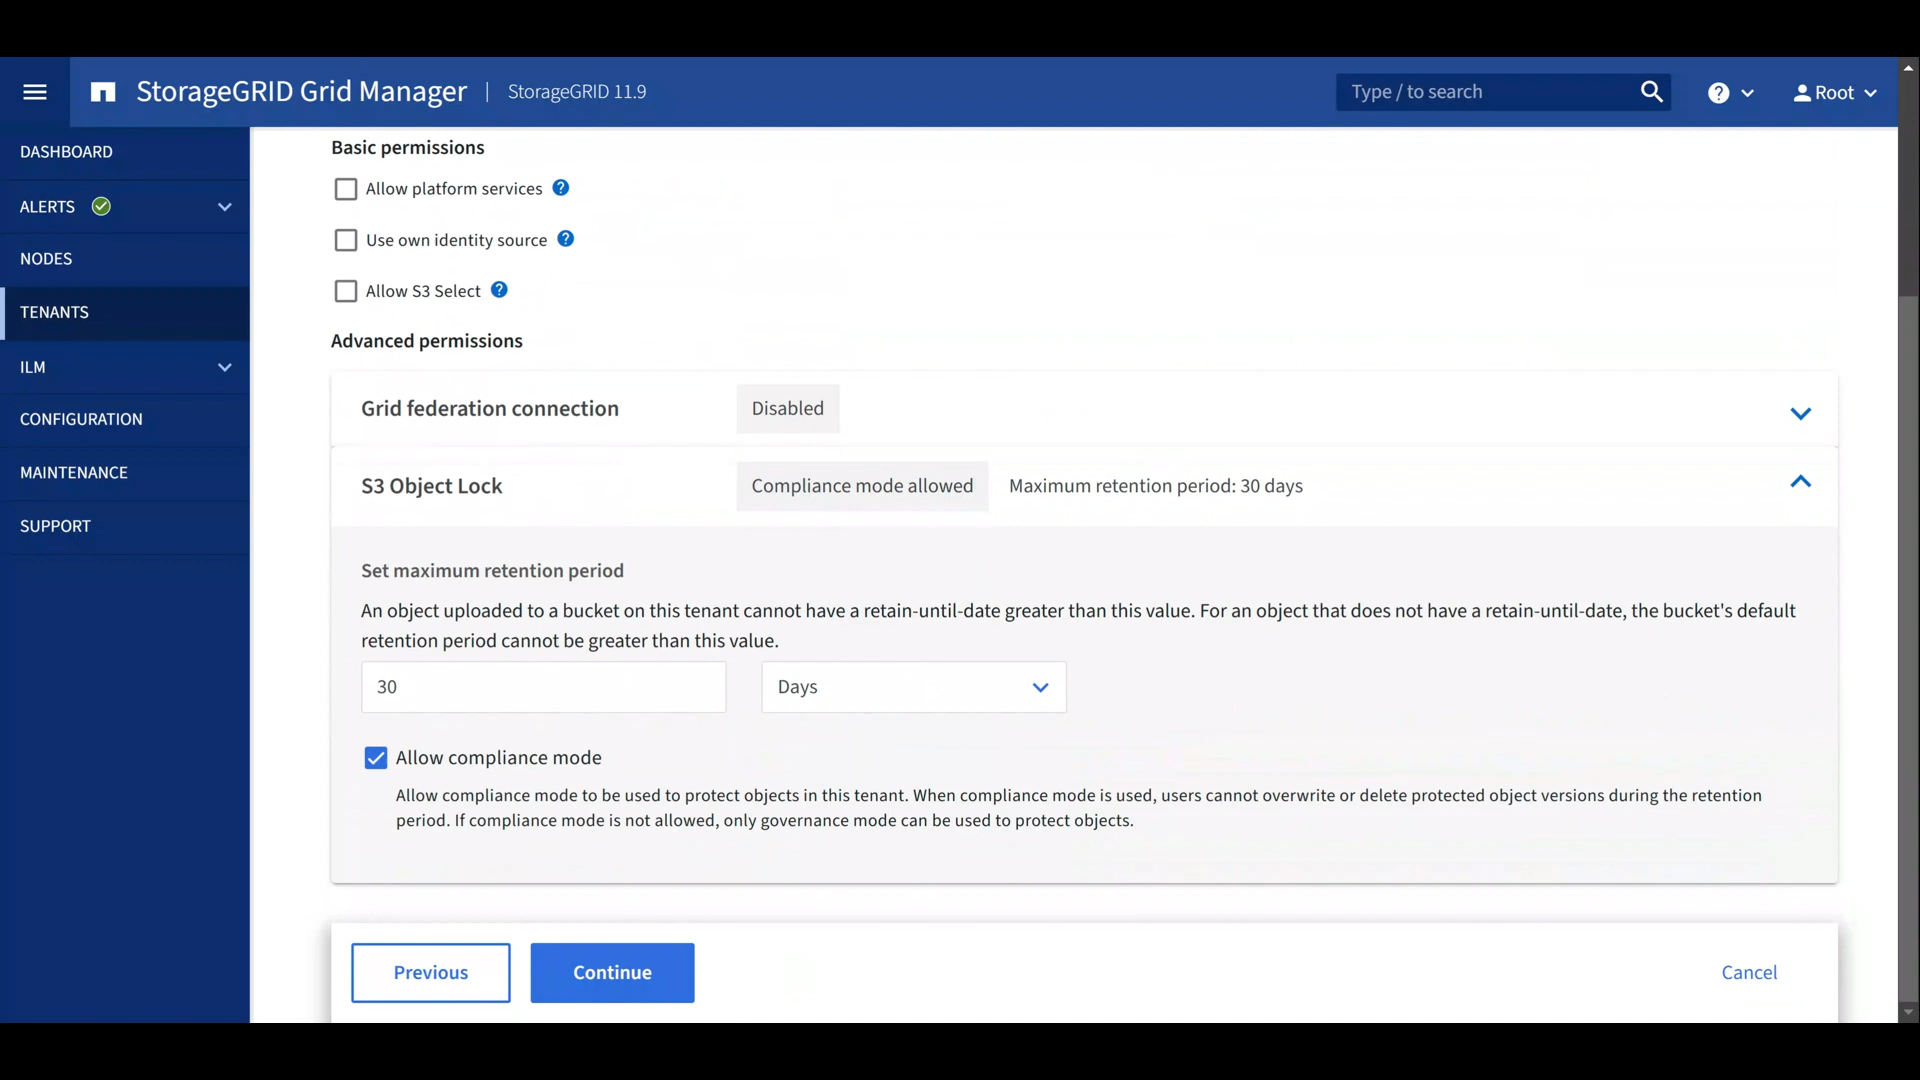 StorageGRID Grid Manager | StorageGRID 11.9
Type / to search
Root
DASHBOARD
ALERTS
NODES
TENANTS
ILM
CONFIGURATION
MAINTENANCE
SUPPORT
Basic permissions
Allow platform services ?
Use own identity source ?
Allow S3 Select ?
Advanced permissions
Grid federation connection Disabled
S3 Object Lock Compliance mode allowed Maximum retention period: 30 days
Set maximum retention period
An object uploaded to a bucket on this tenant cannot have a retain-until-date greater than this value. For an object that does not have a retain-until-date, the bucket's default
retention period cannot be greater than this value.
30 Days
Allow compliance mode
Allow compliance mode to be used to protect objects in this tenant. When compliance mode is used, users cannot overwrite or delete protected object versions during the retention
period. If compliance mode is not allowed, only governance mode can be used to protect objects.
Previous Continue Cancel